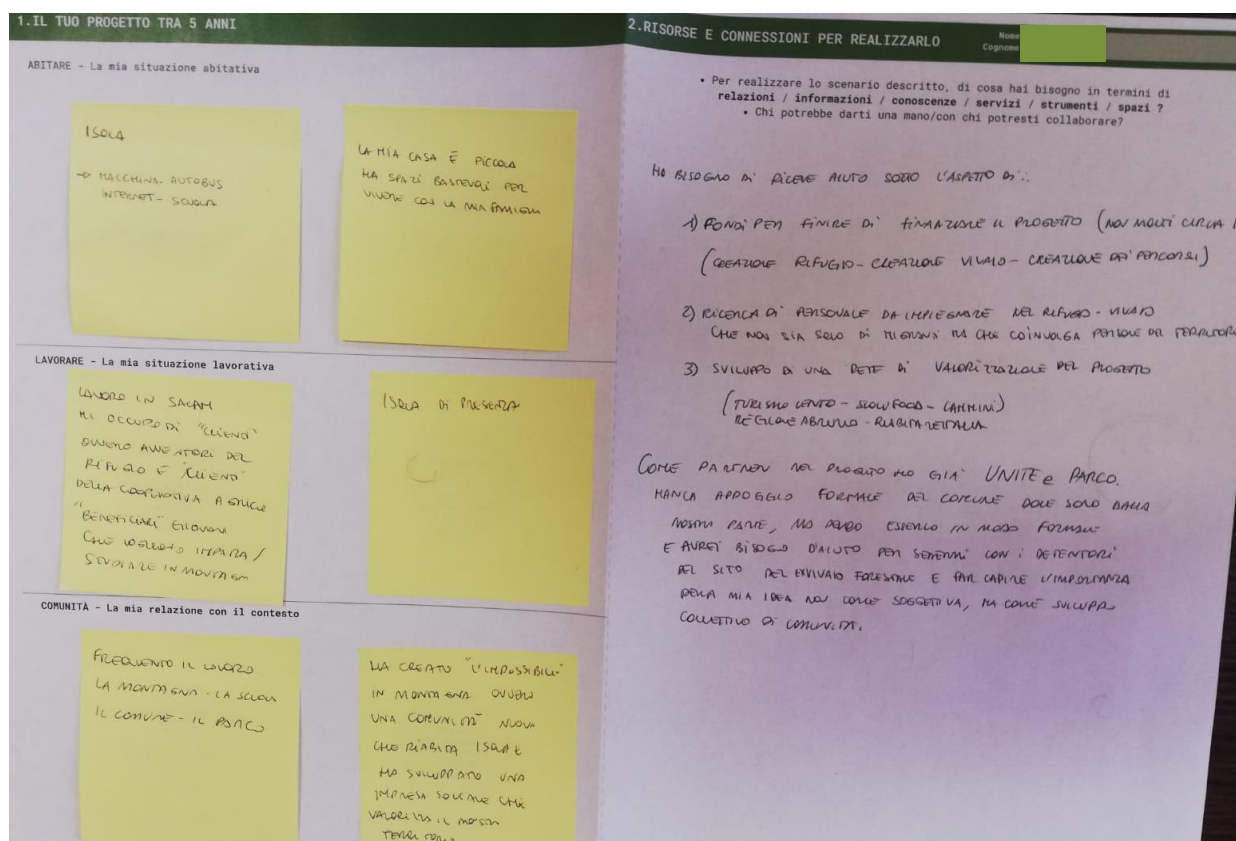 1.IL TUO PROGETTO TRA 5 ANNI
ABITARE - La mia situazione abitativa
ISOLA
→ MACCHINA - AUTOBUS
INTERNET - SCUOLA
LA MIA CASA È PICCOLA
HA SPAZI BASTEVOLI PER
VIVERE CON LA MIA FAMIGLIA
LAVORARE - La mia situazione lavorativa
LAVORO IN
MI OCCUPO DI "CLIENTI"
OVVERO AVVENTORI DEL
RIFUGIO E "CLIENTI"
DELLA COOPERATIVA
"BENEFICIARI" GIOVANI
CHE VOGLIONO IMPARA/
STUDIARE IN MONTAGNA
ISOLA DI PRESENZA
COMUNITÀ - La mia relazione con il contesto
FREQUENTO IL LAVORO
LA MONTAGNA - LA SCUOLA
IL COMUNE - IL PARCO
HA CREATO "L'IMPOSSIBILE"
IN MONTAGNA OVVERO
UNA COMUNITÀ NUOVA
CHE RIABITA ISOLA E
HA SVILUPPATO UNA
IMPRESA SOCIALE CHE
VALORIZZA IL NOSTRO
TERRITORIO
2.RISORSE E CONNESSIONI PER REALIZZARLO
Nome
Cognome
• Per realizzare lo scenario descritto, di cosa hai bisogno in termini di
relazioni / informazioni / conoscenze / servizi / strumenti / spazi ?
• Chi potrebbe darti una mano/con chi potresti collaborare?
HO BISOGNO DI RICEVE AIUTO SOTTO L'ASPETTO DI:
1) FONDI PER FINIRE DI FINANZIARE IL PROGETTO (NON MOLTI CIRCA
(CREAZIONE RIFUGIO - CREAZIONE VIVAIO - CREAZIONE DEI PERCORSI)
2) RICERCA DI PERSONALE DA IMPIEGNARE NEL RIFUGIO - VIVAIO
CHE NON SIA SOLO DI MIGRANTI MA CHE COINVOLGA PERSONE DEL TERRITOR
3) SVILUPPO DI UNA RETE DI VALORIZZAZIONE DEL PROGETTO
(TURISMO LENTO - SLOWFOOD - CAMMINI)
REGIONE ABRUZZO - RIABITARE L'ITALIA
COME PARTNER NEL PROGETTO HO GIÀ UNITE e PARCO.
MANCA APPOGGIO FORMALE DEL COMUNE DOVE SONO DALLA
NOSTRA PARTE, MA DEVONO ESSERLO IN MODO FORMALE
E AVREI BISOGNO D'AIUTO PER SEDERMI CON I DETENTORI
DEL SITO DEL EXVIVAIO FORESTALE E FAR CAPIRE L'IMPORTANZA
DELLA MIA IDEA NON COME SOGGETTIVA, MA COME SVILUPPO
COLLETTIVO DI COMUNITÀ.